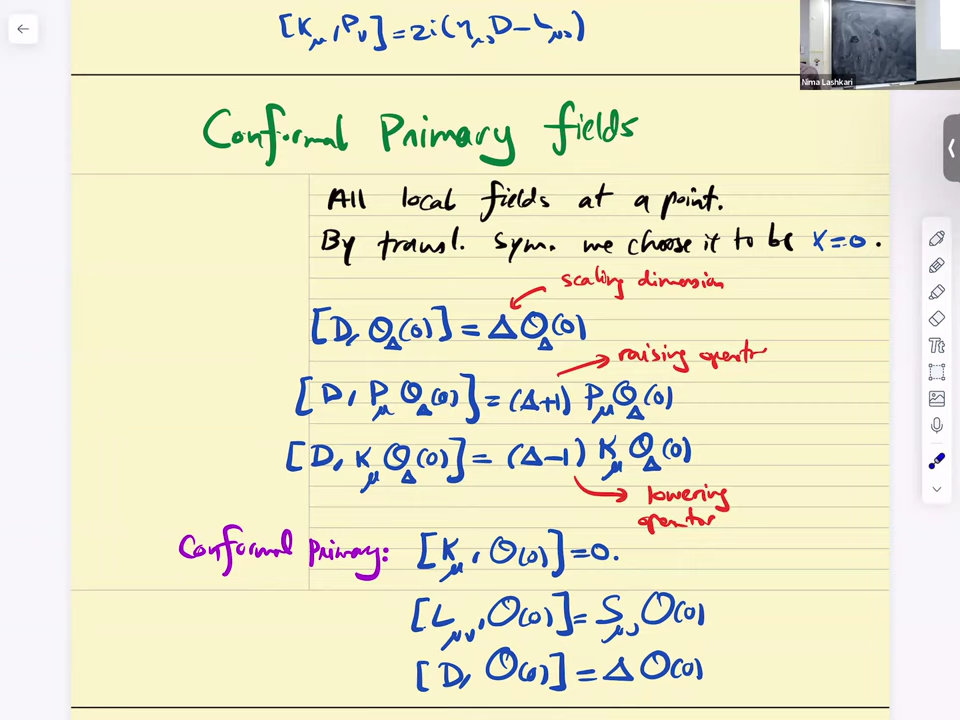 [K_μ, P_ν] = 2i(η_μν D - L_μν)
Nima Lashkari
Conformal Primary fields
All local fields at a point.
By transl. sym. we choose it to be X=0.
scaling dimension
[D, O_Δ(0)] = Δ O_Δ(0)
raising operator
[D, P_μ O_Δ(0)] = (Δ+1) P_μ O_Δ(0)
[D, K_μ O_Δ(0)] = (Δ-1) K_μ O_Δ(0)
lowering
operator
Conformal Primary: [K_μ, O(0)] = 0.
[L_μν, O(0)] = S_μν O(0)
[D, O(0)] = Δ O(0)
Tt